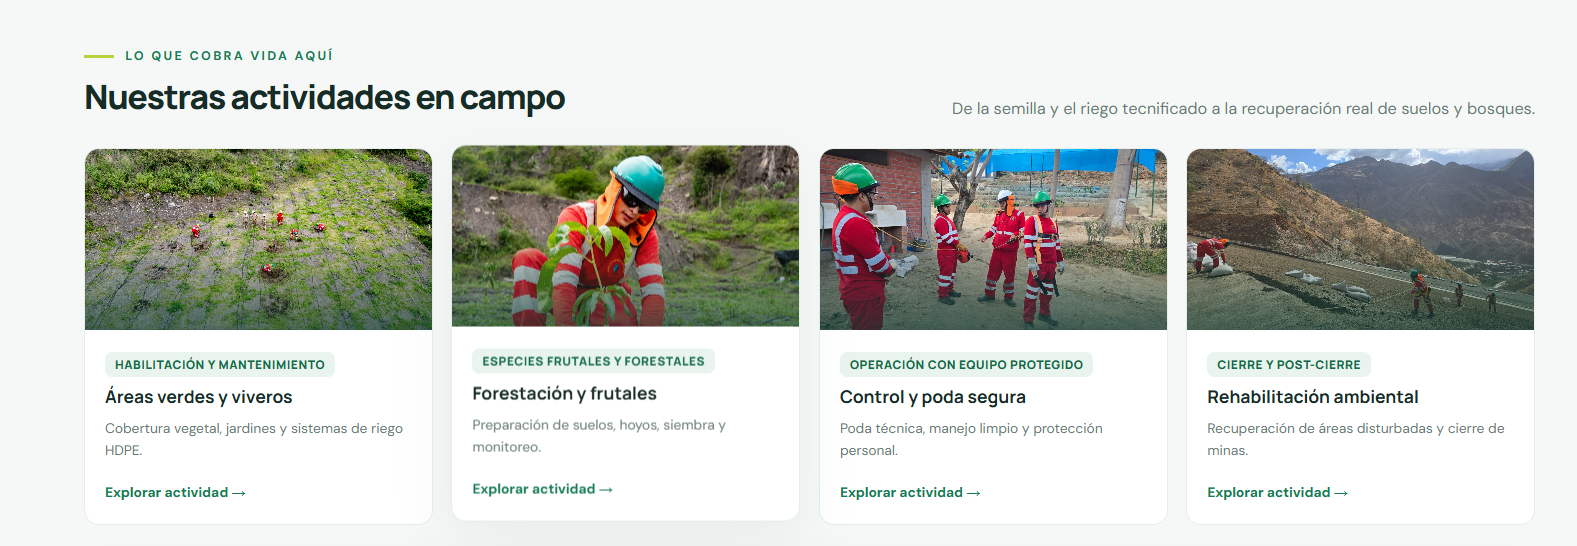 LO QUE COBRA VIDA AQUÍ
Nuestras actividades en campo
De la semilla y el riego tecnificado a la recuperación real de suelos y bosques.
HABILITACIÓN Y MANTENIMIENTO
Áreas verdes y viveros
Cobertura vegetal, jardines y sistemas de riego
HDPE.
Explorar actividad →
ESPECIES FRUTALES Y FORESTALES
Forestación y frutales
Preparación de suelos, hoyos, siembra y
monitoreo.
Explorar actividad →
OPERACIÓN CON EQUIPO PROTEGIDO
Control y poda segura
Poda técnica, manejo limpio y protección
personal.
Explorar actividad →
CIERRE Y POST-CIERRE
Rehabilitación ambiental
Recuperación de áreas disturbadas y cierre de
minas.
Explorar actividad →